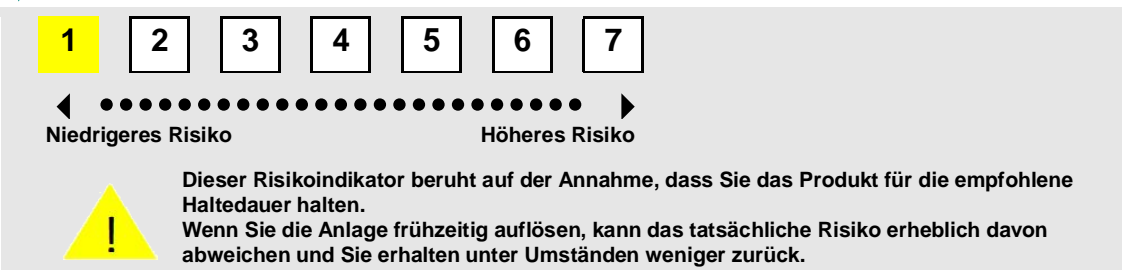 1 2 3 4 5 6 7
Niedrigeres Risiko Höheres Risiko
Dieser Risikoindikator beruht auf der Annahme, dass Sie das Produkt für die empfohlene
Haltedauer halten.
!
Wenn Sie die Anlage frühzeitig auflösen, kann das tatsächliche Risiko erheblich davon
abweichen und Sie erhalten unter Umständen weniger zurück.